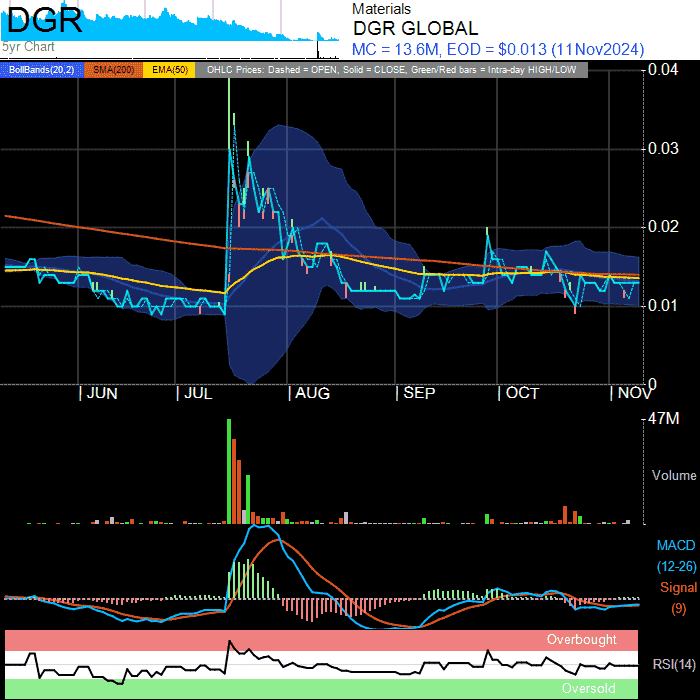 DGR
5yr Chart
Materials
DGR GLOBAL
MC = 13.6M, EOD = $0.013 (11Nov2024)
BollBands(20,2) SMA(200) EMA(50) OHLC Prices: Dashed = OPEN, Solid = CLOSE, Green/Red bars = Intra-day HIGH/LOW
0.04
0.03
0.02
0.01
0
| JUN | JUL | AUG | SEP | OCT | NOV
47M
Volume
MACD
(12-26)
Signal
(9)
Overbought
RSI(14)
Oversold